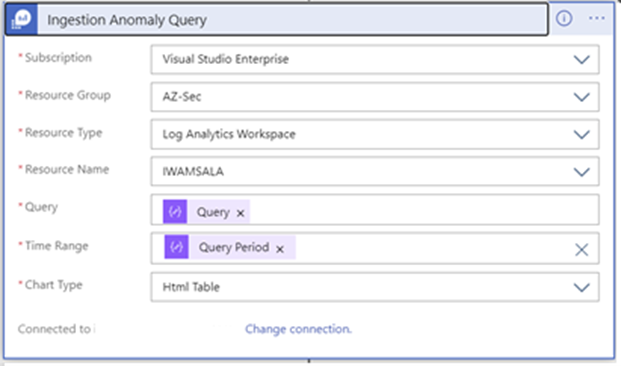 Ingestion Anomaly Query
* Subscription Visual Studio Enterprise
* Resource Group AZ-Sec
* Resource Type Log Analytics Workspace
* Resource Name IWAMSALA
* Query Query ×
* Time Range Query Period ×
* Chart Type Html Table
Connected to Change connection.